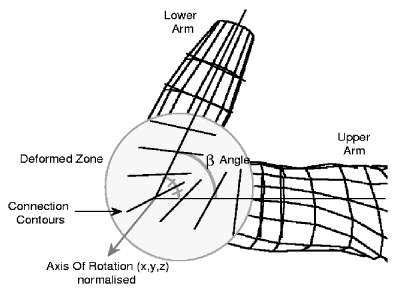 Lower
Arm
Upper
Arm
Deformed Zone
β Angle
Connection
Contours
Axis Of Rotation (x,y,z)
normalised